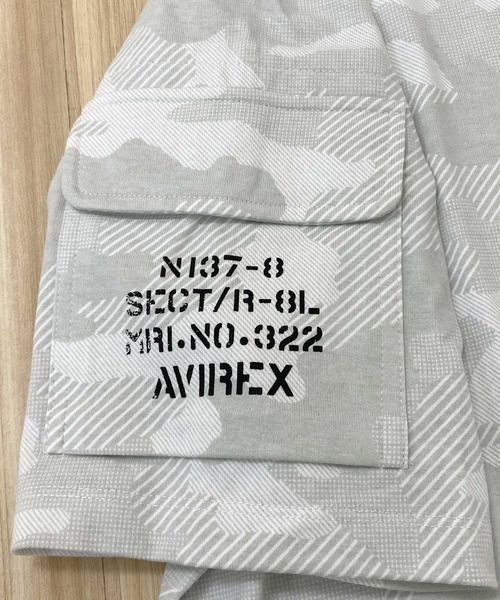 N137-8
SECT/R-8L
MRI.NO.322
AVIREX